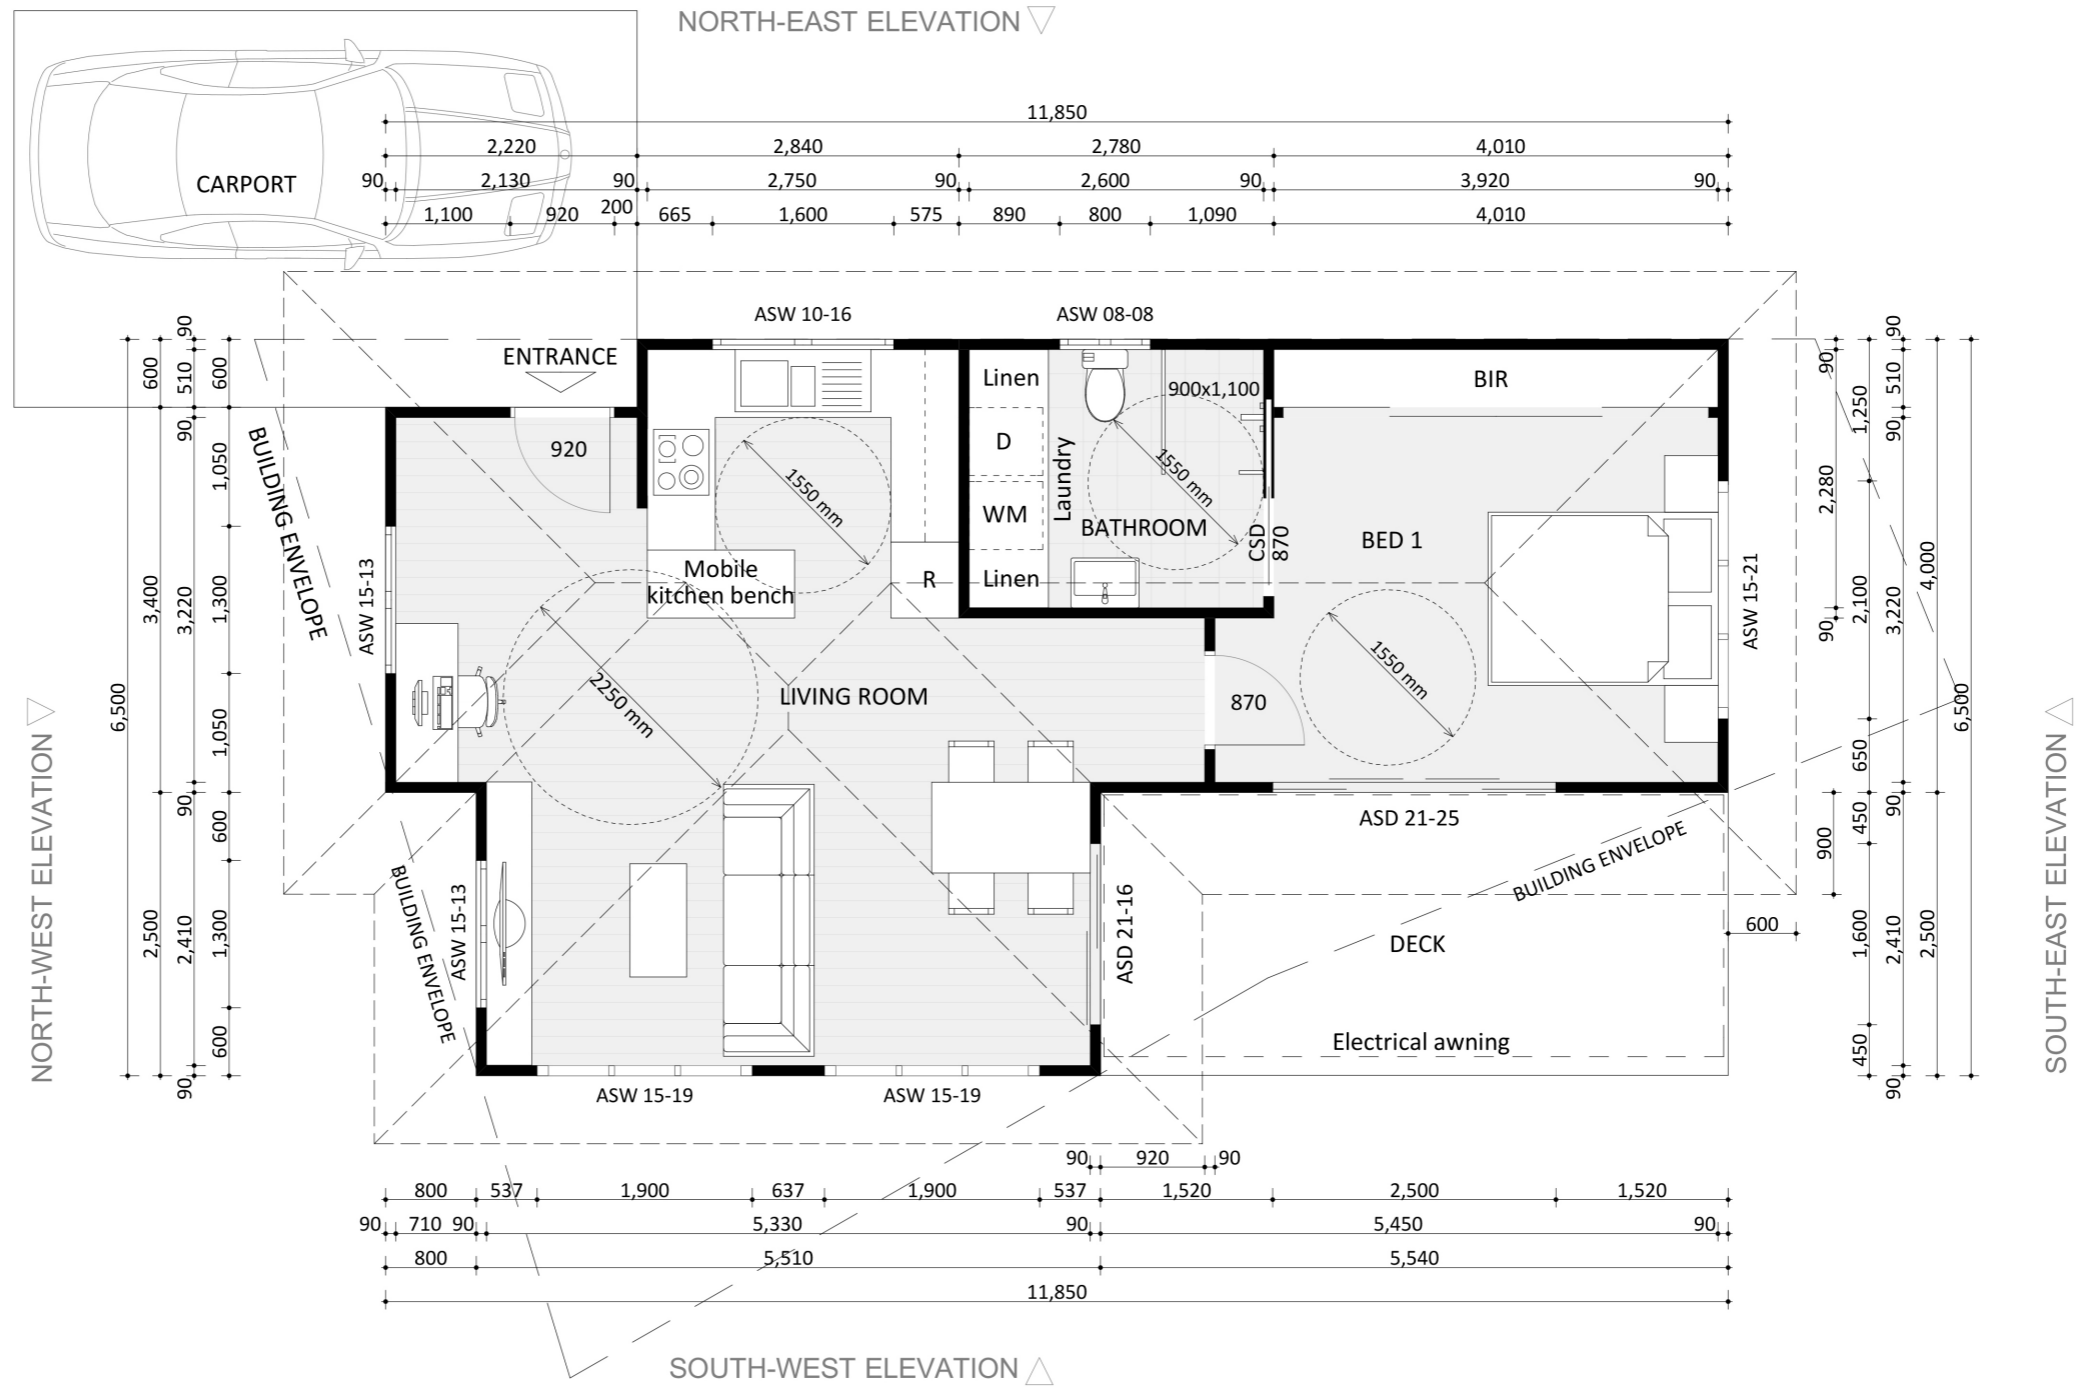 NORTH-EAST ELEVATION
11,850
2,220 2,840 2,780 4,010
90 2,130 90 2,750 90 2,600 90 3,920 90
1,100 920 200 665 1,600 575 890 800 1,090 4,010
CARPORT
ENTRANCE
ASW 10-16
ASW 08-08
920
Linen
D
WM
Linen
Laundry
900x1,100
1550 mm
BATHROOM
CSD
870
BIR
BED 1
1550 mm
Mobile
kitchen bench
R
2250 mm
LIVING ROOM
870
1550 mm
ASW 15-13
ASW 15-13
ASW 15-21
ASD 21-25
ASD 21-16
DECK
Electrical awning
ASW 15-19
ASW 15-19
BUILDING ENVELOPE
BUILDING ENVELOPE
BUILDING ENVELOPE
NORTH-WEST ELEVATION
6,500
600 3,400 2,500
90 510 90 3,220 90 2,410 90
600 1,050 1,300 1,050 600 1,300 600
90 2,280 90 900
1,250 2,100 650 450 1,600 450
90 510 90 3,220 90 2,410 90
4,000 2,500
6,500
600
SOUTH-EAST ELEVATION
90 920 90
800 537 1,900 637 1,900 537 1,520 2,500 1,520
90 710 90 5,330 90 5,450 90
800 5,510 5,540
11,850
SOUTH-WEST ELEVATION